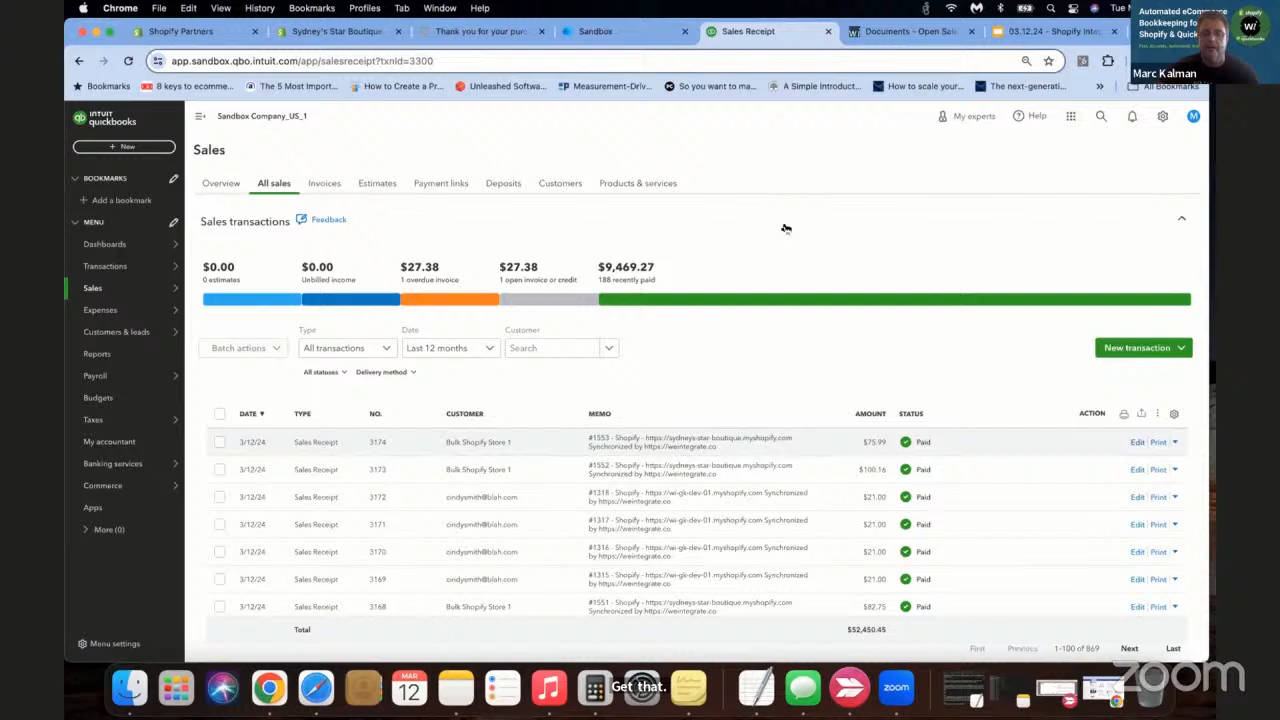 Chrome File Edit View History Bookmarks Profiles Tab Window Help
Shopify Partners
Sydney's Star Boutique
Thank you for your purc
Sandbox
Sales Receipt
Documents - Open Sale
03.12.24 - Shopify Inte
Automated eCommerce
Bookkeeping for
Shopify & Quick
shopify
quickbooks
Marc Kalman
app.sandbox.qbo.intuit.com/app/salesreceipt?txnId=3300
Bookmarks
8 keys to ecomme...
The 5 Most Import...
How to Create a Pr...
Unleashed Softwa...
Measurement-Driv...
So you want to ma...
A Simple Introduct...
How to scale your...
The next-generati...
All Bookmarks
INTUIT
quickbooks
Sandbox Company_US_1
My experts
Help
M
+ New
BOOKMARKS
+ Add a bookmark
MENU
Dashboards
Transactions
Sales
Expenses
Customers & leads
Reports
Payroll
Budgets
Taxes
My accountant
Banking services
Commerce
Apps
More (0)
Menu settings
Sales
Overview All sales Invoices Estimates Payment links Deposits Customers Products & services
Sales transactions Feedback
$0.00 $0.00 $27.38 $27.38 $9,469.27
0 estimates Unbilled income 1 overdue invoice 1 open invoice or credit 188 recently paid
Type Date Customer
Batch actions All transactions Last 12 months Search New transaction
All statuses Delivery method
DATE ▼ TYPE NO. CUSTOMER MEMO AMOUNT STATUS ACTION
3/12/24 Sales Receipt 3174 Bulk Shopify Store 1 #1553 - Shopify - https://sydneys-star-boutique.myshopify.com $75.99 Paid Edit Print
Synchronized by https://weintegrate.co
3/12/24 Sales Receipt 3173 Bulk Shopify Store 1 #1552 - Shopify - https://sydneys-star-boutique.myshopify.com $100.16 Paid Edit Print
Synchronized by https://weintegrate.co
3/12/24 Sales Receipt 3172 cindysmith@blah.com #1318 - Shopify - https://wi-gk-dev-01.myshopify.com Synchronized $21.00 Paid Edit Print
by https://weintegrate.co
3/12/24 Sales Receipt 3171 cindysmith@blah.com #1317 - Shopify - https://wi-gk-dev-01.myshopify.com Synchronized $21.00 Paid Edit Print
by https://weintegrate.co
3/12/24 Sales Receipt 3170 cindysmith@blah.com #1316 - Shopify - https://wi-gk-dev-01.myshopify.com Synchronized $21.00 Paid Edit Print
by https://weintegrate.co
3/12/24 Sales Receipt 3169 cindysmith@blah.com #1315 - Shopify - https://wi-gk-dev-01.myshopify.com Synchronized $21.00 Paid Edit Print
by https://weintegrate.co
3/12/24 Sales Receipt 3168 Bulk Shopify Store 1 #1551 - Shopify - https://sydneys-star-boutique.myshopify.com $82.75 Paid Edit Print
Synchronized by https://weintegrate.co
Total $52,450.45
First Previous 1-100 of 869 Next Last
MAR
12
zoom
Get that.
zoom